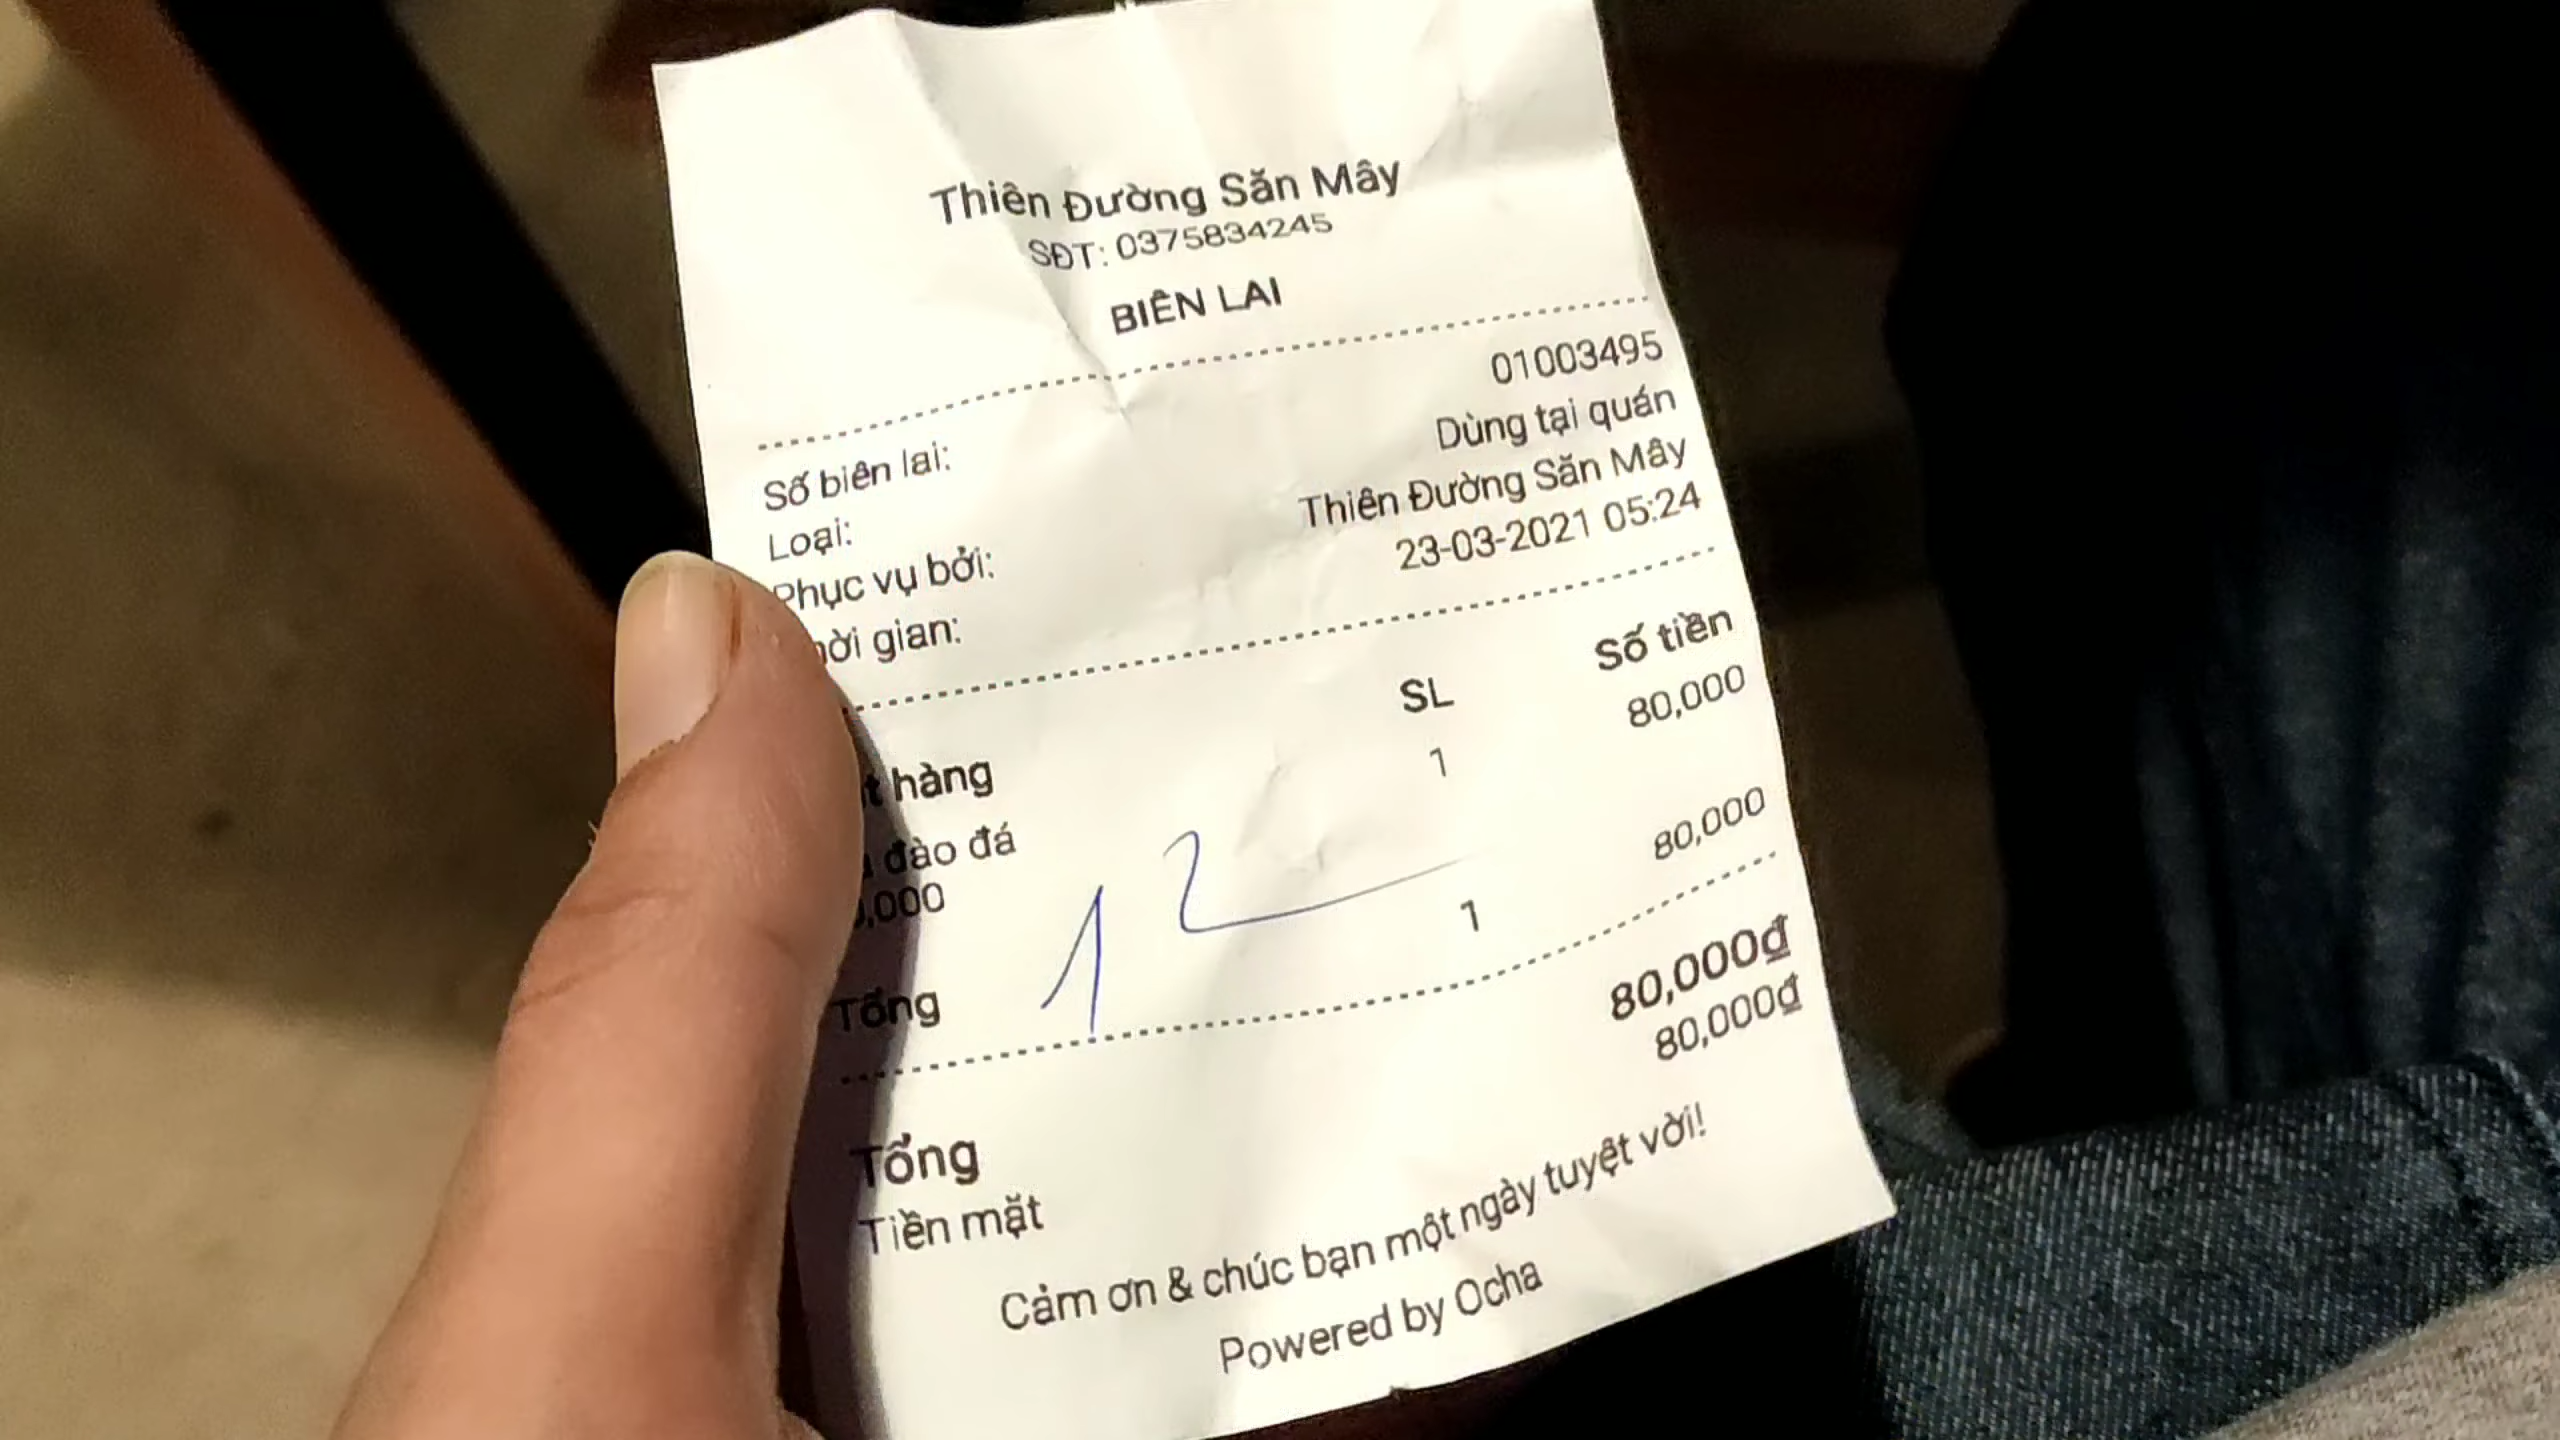 Thiên Đường Săn Mây
SĐT: 0375834245
BIÊN LAI
Số biên lai: 01003495
Loại: Dùng tại quán
Phục vụ bởi: Thiên Đường Săn Mây
gian: 23-03-2021 05:24
hàng SL Số tiền
đào đá 1 80,000
,000
12
Tổng 1 80,000
Tổng 80,000₫
Tiền mặt 80,000₫
Cảm ơn & chúc bạn một ngày tuyệt vời!
Powered by Ocha